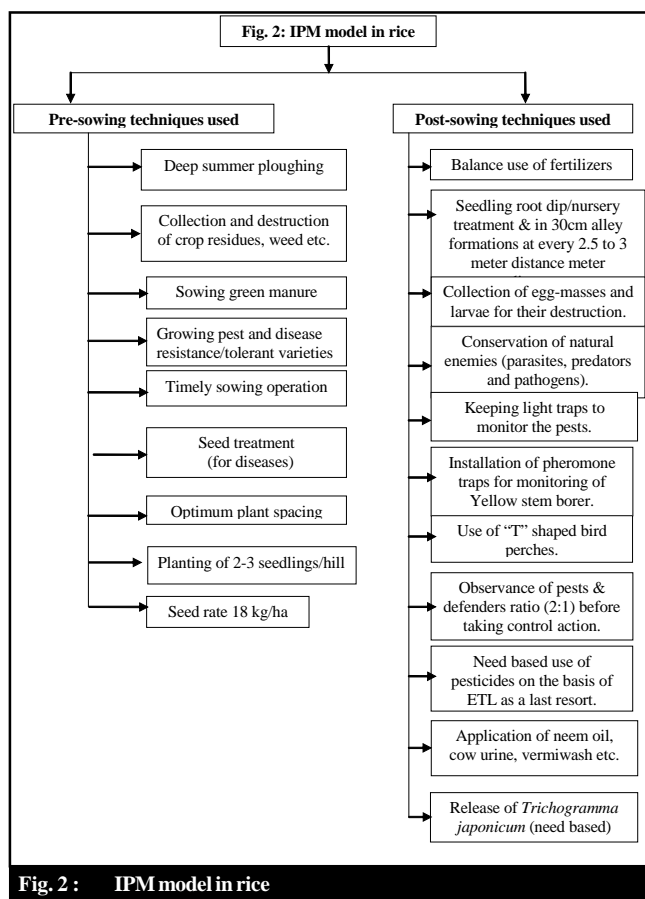 Fig. 2: IPM model in rice
Pre-sowing techniques used
Deep summer ploughing
Collection and destruction
of crop residues, weed etc.
Sowing green manure
Growing pest and disease
resistance/tolerant varieties
Timely sowing operation
Seed treatment
(for diseases)
Optimum plant spacing
Planting of 2-3 seedlings/hill
Seed rate 18 kg/ha
Post-sowing techniques used
Balance use of fertilizers
Seedling root dip/nursery
treatment & in 30cm alley
formations at every 2.5 to 3
meter distance meter
Collection of egg-masses and
larvae for their destruction.
Conservation of natural
enemies (parasites, predators
and pathogens).
Keeping light traps to
monitor the pests.
Installation of pheromone
traps for monitoring of
Yellow stem borer.
Use of “T” shaped bird
perches.
Observance of pests &
defenders ratio (2:1) before
taking control action.
Need based use of
pesticides on the basis of
ETL as a last resort.
Application of neem oil,
cow urine, vermiwash etc.
Release of Trichogramma
japonicum (need based)
Fig. 2 : IPM model in rice